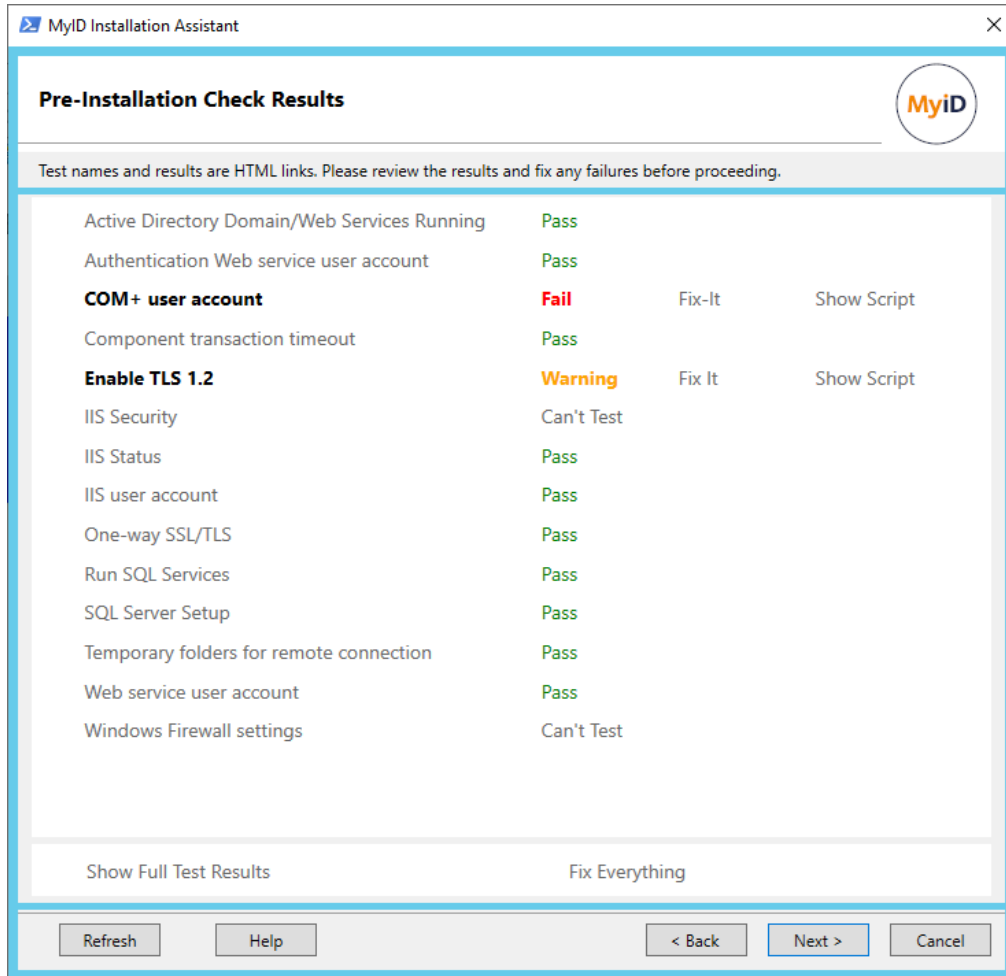 MyID Installation Assistant
Pre-Installation Check Results
MyiD
Test names and results are HTML links. Please review the results and fix any failures before proceeding.
Active Directory Domain/Web Services Running Pass
Authentication Web service user account Pass
COM+ user account Fail Fix-It Show Script
Component transaction timeout Pass
Enable TLS 1.2 Warning Fix It Show Script
IIS Security Can't Test
IIS Status Pass
IIS user account Pass
One-way SSL/TLS Pass
Run SQL Services Pass
SQL Server Setup Pass
Temporary folders for remote connection Pass
Web service user account Pass
Windows Firewall settings Can't Test
Show Full Test Results Fix Everything
Refresh Help < Back Next > Cancel